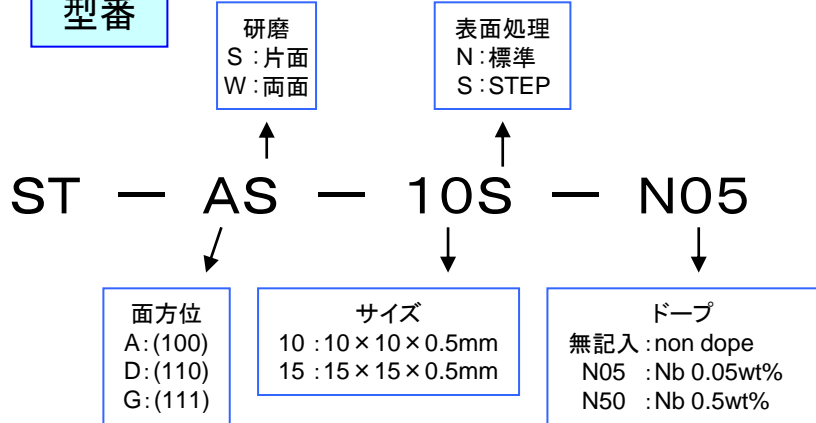 型番
研磨
S：片面
W：両面
表面処理
N：標準
S：STEP
ST － AS － 10S － N05
面方位
A：(100)
D：(110)
G：(111)
サイズ
10：10×10×0.5mm
15：15×15×0.5mm
ドープ
無記入：non dope
N05：Nb 0.05wt%
N50：Nb 0.5wt%